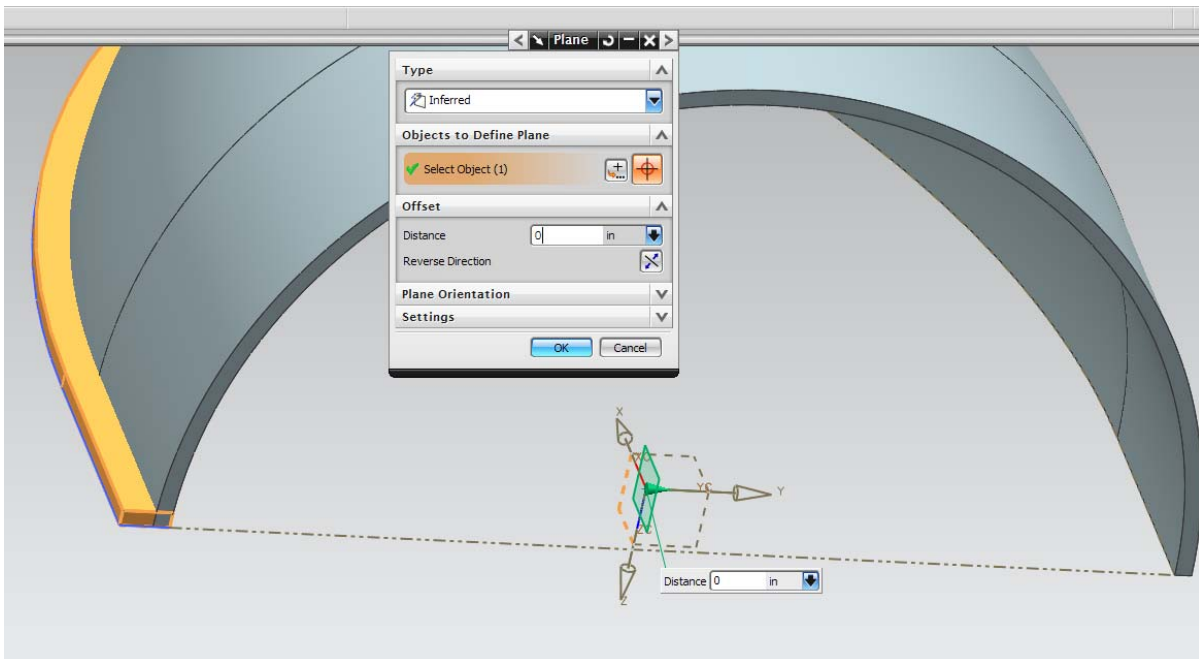 Plane
Type
Inferred
Objects to Define Plane
Select Object (1)
Offset
Distance 0 in
Reverse Direction
Plane Orientation
Settings
OK Cancel
X
YC Y
Z
Distance 0 in